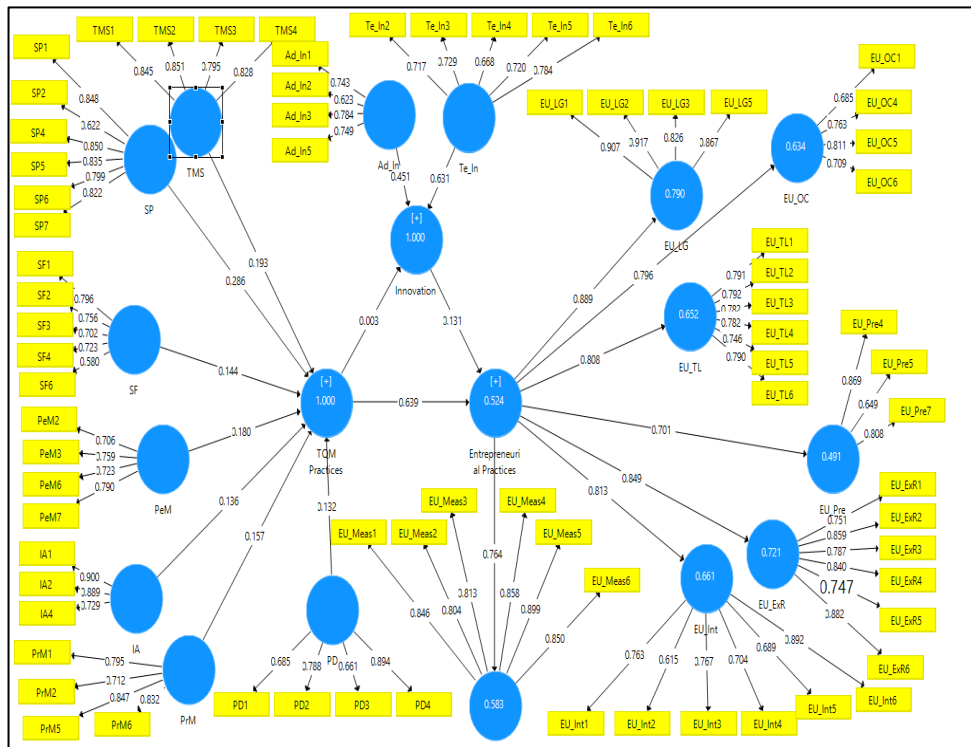 TMS1
TMS2
TMS3
TMS4
0.845
0.851
0.795
0.828
TMS
SP1
SP2
SP4
SP5
SP6
SP7
0.848
0.622
0.850
0.835
0.799
0.822
SP
Ad_In1
Ad_In2
Ad_In3
Ad_In5
0.743
0.623
0.784
0.749
Ad_In
Te_In2
Te_In3
Te_In4
Te_In5
Te_In6
0.717
0.729
0.668
0.720
0.784
Te_In
0.451
0.631
[+]
1.000
Innovation
EU_LG1
EU_LG2
EU_LG3
EU_LG5
0.907
0.917
0.826
0.867
0.790
EU_LG
EU_OC1
EU_OC4
EU_OC5
EU_OC6
0.685
0.763
0.811
0.709
0.634
EU_OC
0.193
0.286
0.003
0.131
0.889
0.796
0.808
SF1
SF2
SF3
SF4
SF6
0.796
0.756
0.702
0.723
0.580
SF
0.144
EU_TL1
EU_TL2
EU_TL3
EU_TL4
EU_TL5
EU_TL6
0.791
0.792
0.782
0.782
0.746
0.790
0.652
EU_TL
[+]
1.000
TQM
Practices
0.639
[+]
0.524
Entrepreneuri
al Practices
0.701
EU_Pre4
EU_Pre5
EU_Pre7
0.869
0.649
0.808
0.491
EU_Pre
PeM2
PeM3
PeM6
PeM7
0.706
0.759
0.723
0.790
PeM
0.180
0.136
0.157
0.132
0.764
0.813
0.849
IA1
IA2
IA4
0.900
0.889
0.729
IA
PrM1
PrM2
PrM5
PrM6
0.795
0.712
0.847
0.832
PrM
PD
0.685
0.788
0.661
0.894
PD1
PD2
PD3
PD4
EU_Meas1
EU_Meas2
EU_Meas3
EU_Meas4
EU_Meas5
EU_Meas6
0.846
0.804
0.813
0.858
0.899
0.850
0.583
0.661
EU_Int
0.763
0.615
0.767
0.704
0.689
0.892
EU_Int1
EU_Int2
EU_Int3
EU_Int4
EU_Int5
EU_Int6
0.721
EU_ExR
0.751
0.859
0.787
0.840
0.747
0.882
EU_ExR1
EU_ExR2
EU_ExR3
EU_ExR4
EU_ExR5
EU_ExR6